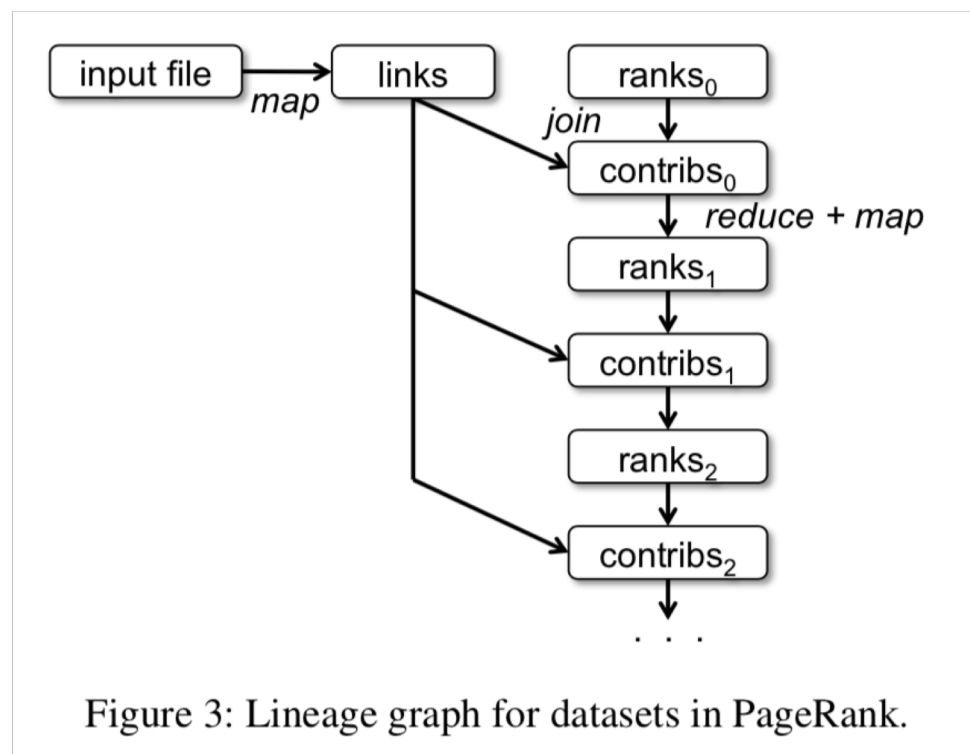 input file
map
links
ranks₀
join
contribs₀
reduce + map
ranks₁
contribs₁
ranks₂
contribs₂
. . .
Figure 3: Lineage graph for datasets in PageRank.